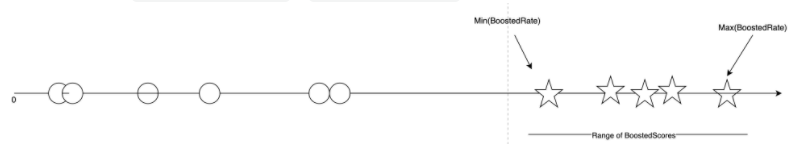 Min(BoostedRate)
Max(BoostedRate)
0
Range of BoostedScores